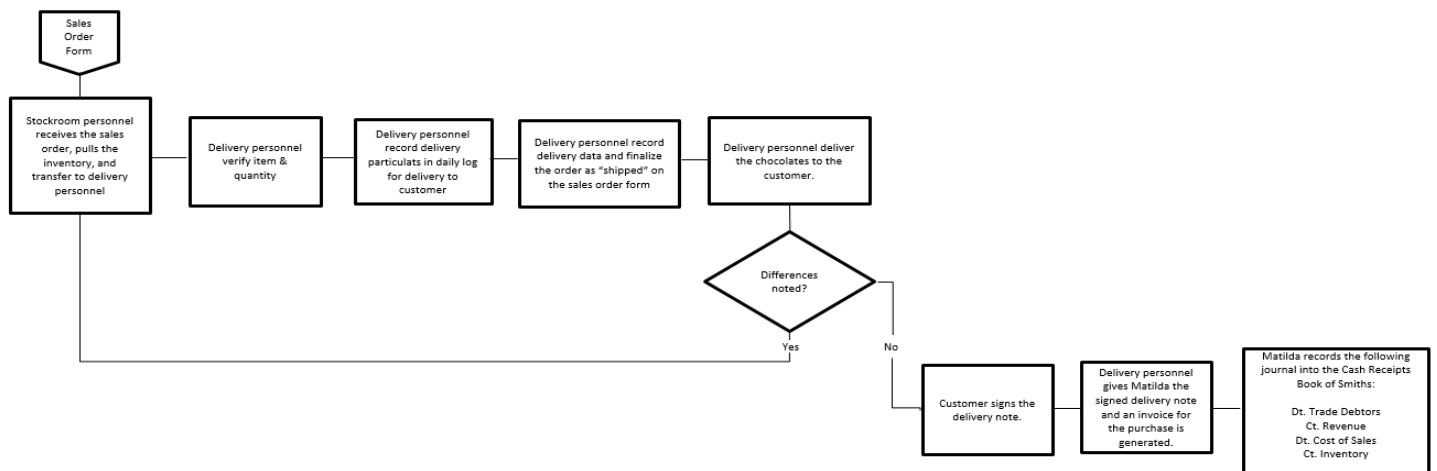 Sales
Order
Form
Stockroom personnel
receives the sales
order, pulls the
inventory, and
transfer to delivery
personnel
Delivery personnel
verify item &
quantity
Delivery personnel
record delivery
particulats in daily log
for delivery to
customer
Delivery personnel record
delivery data and finalize
the order as “shipped” on
the sales order form
Delivery personnel deliver
the chocolates to the
customer.
Differences
noted?
Yes
No
Customer signs the
delivery note.
Delivery personnel
gives Matilda the
signed delivery note
and an invoice for
the purchase is
generated.
Matilda records the following
journal into the Cash Receipts
Book of Smiths:
Dt. Trade Debtors
Ct. Revenue
Dt. Cost of Sales
Ct. Inventory